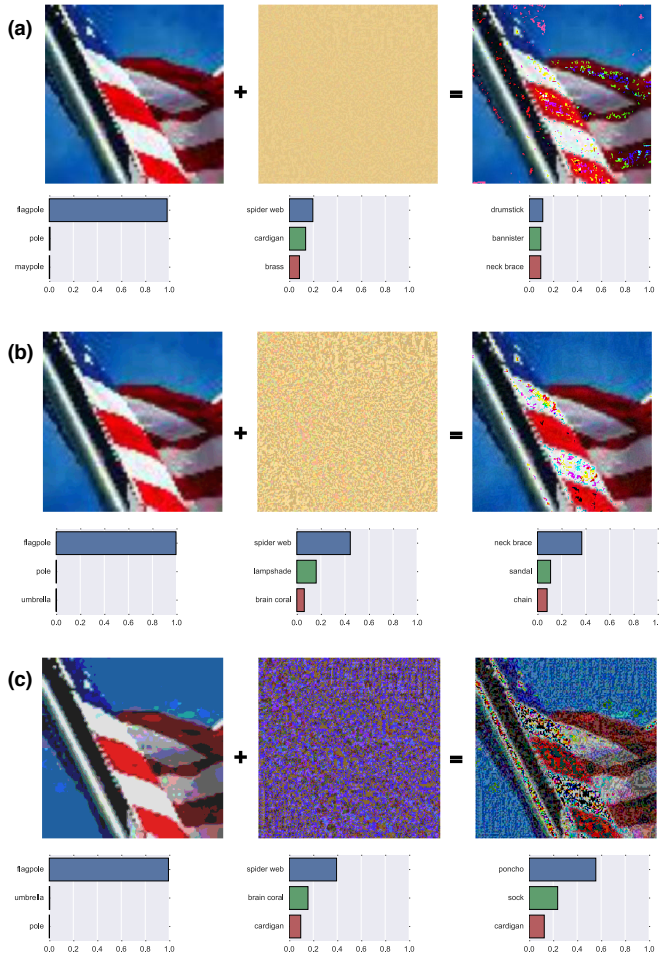 (a)
+ =
flagpole spider web drumstick
pole cardigan bannister
maypole brass neck brace
0.0 0.2 0.4 0.6 0.8 1.0 0.0 0.2 0.4 0.6 0.8 1.0 0.0 0.2 0.4 0.6 0.8 1.0
(b)
+ =
flagpole spider web neck brace
pole lampshade sandal
umbrella brain coral chain
0.0 0.2 0.4 0.6 0.8 1.0 0.0 0.2 0.4 0.6 0.8 1.0 0.0 0.2 0.4 0.6 0.8 1.0
(c)
+ =
flagpole spider web poncho
umbrella brain coral sock
pole cardigan cardigan
0.0 0.2 0.4 0.6 0.8 1.0 0.0 0.2 0.4 0.6 0.8 1.0 0.0 0.2 0.4 0.6 0.8 1.0